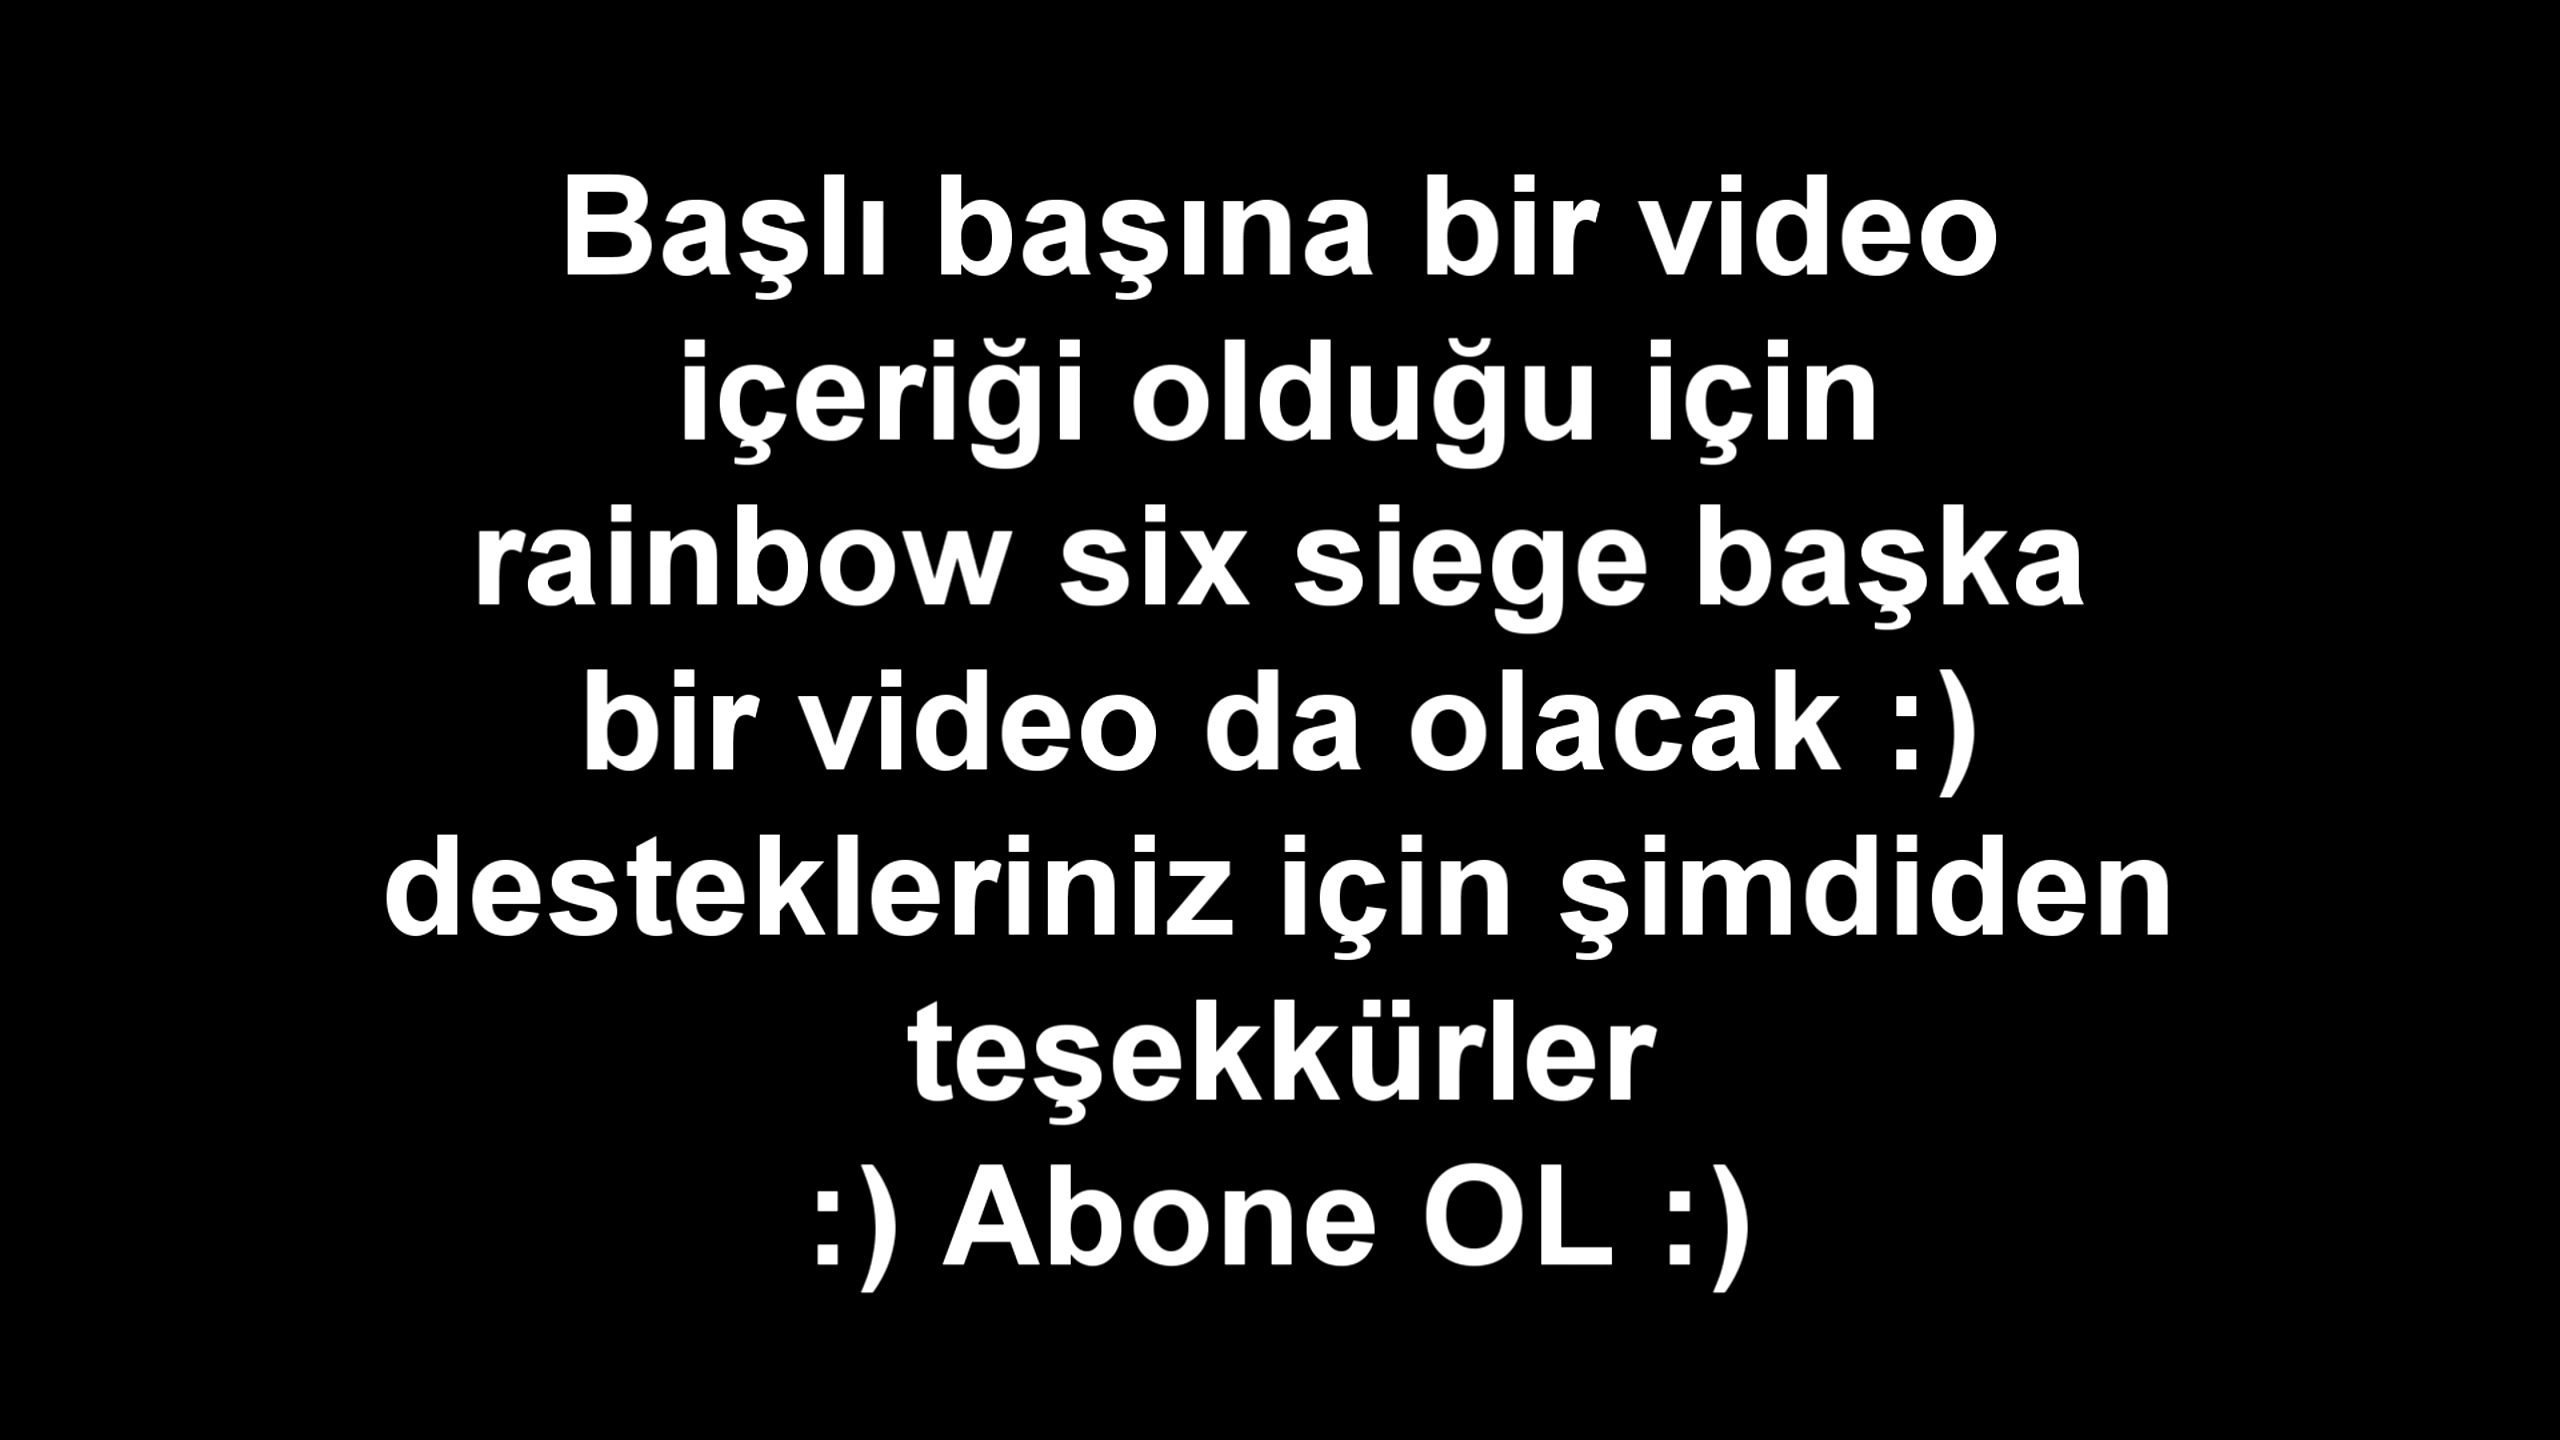 Başlı başına bir video
içeriği olduğu için
rainbow six siege başka
bir video da olacak :)
destekleriniz için şimdiden
teşekkürler
:) Abone OL :)